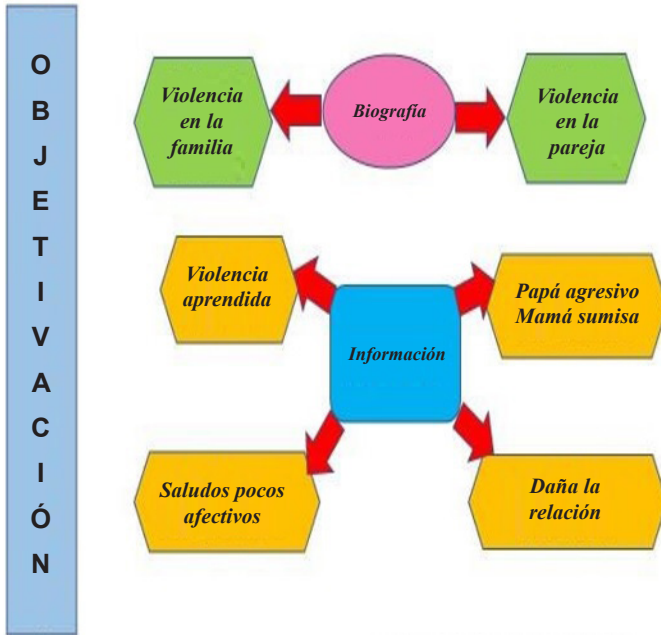 OBJETIVACIÓN
Violencia
en la
familia
Biografía
Violencia
en la
pareja
Violencia
aprendida
Papá agresivo
Mamá sumisa
Información
Saludos pocos
afectivos
Daña la
relación